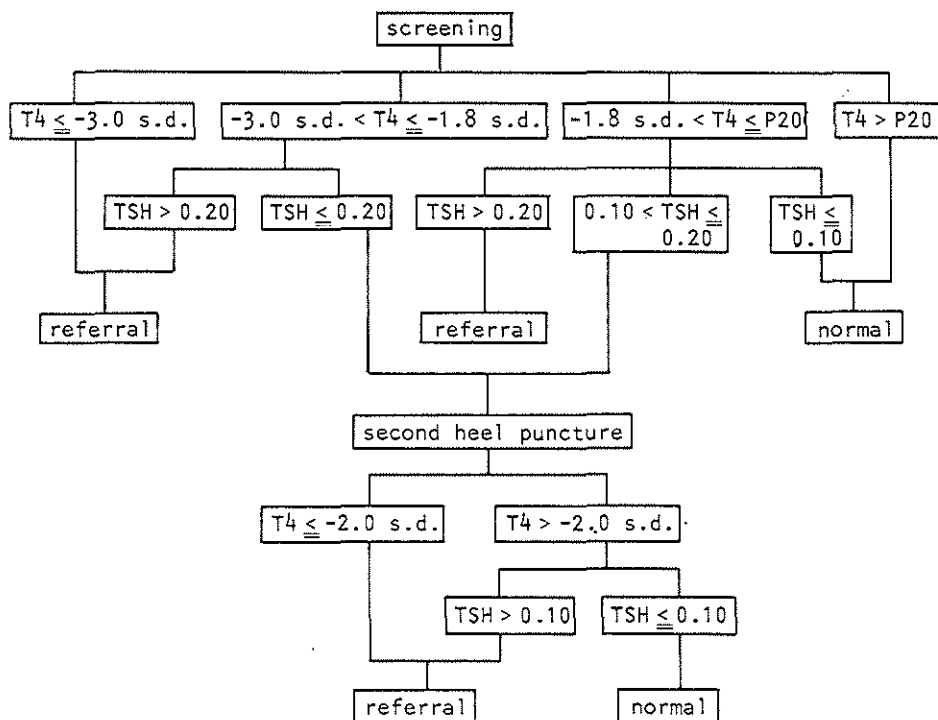 screening
T4 ≦ -3.0 s.d.
-3.0 s.d. < T4 ≦ -1.8 s.d.
-1.8 s.d. < T4 ≦ P20
T4 > P20
TSH > 0.20
TSH ≦ 0.20
TSH > 0.20
0.10 < TSH ≦
0.20
TSH ≦
0.10
referral
referral
normal
second heel puncture
T4 ≦ -2.0 s.d.
T4 > -2.0 s.d.
TSH > 0.10
TSH ≦ 0.10
referral
normal